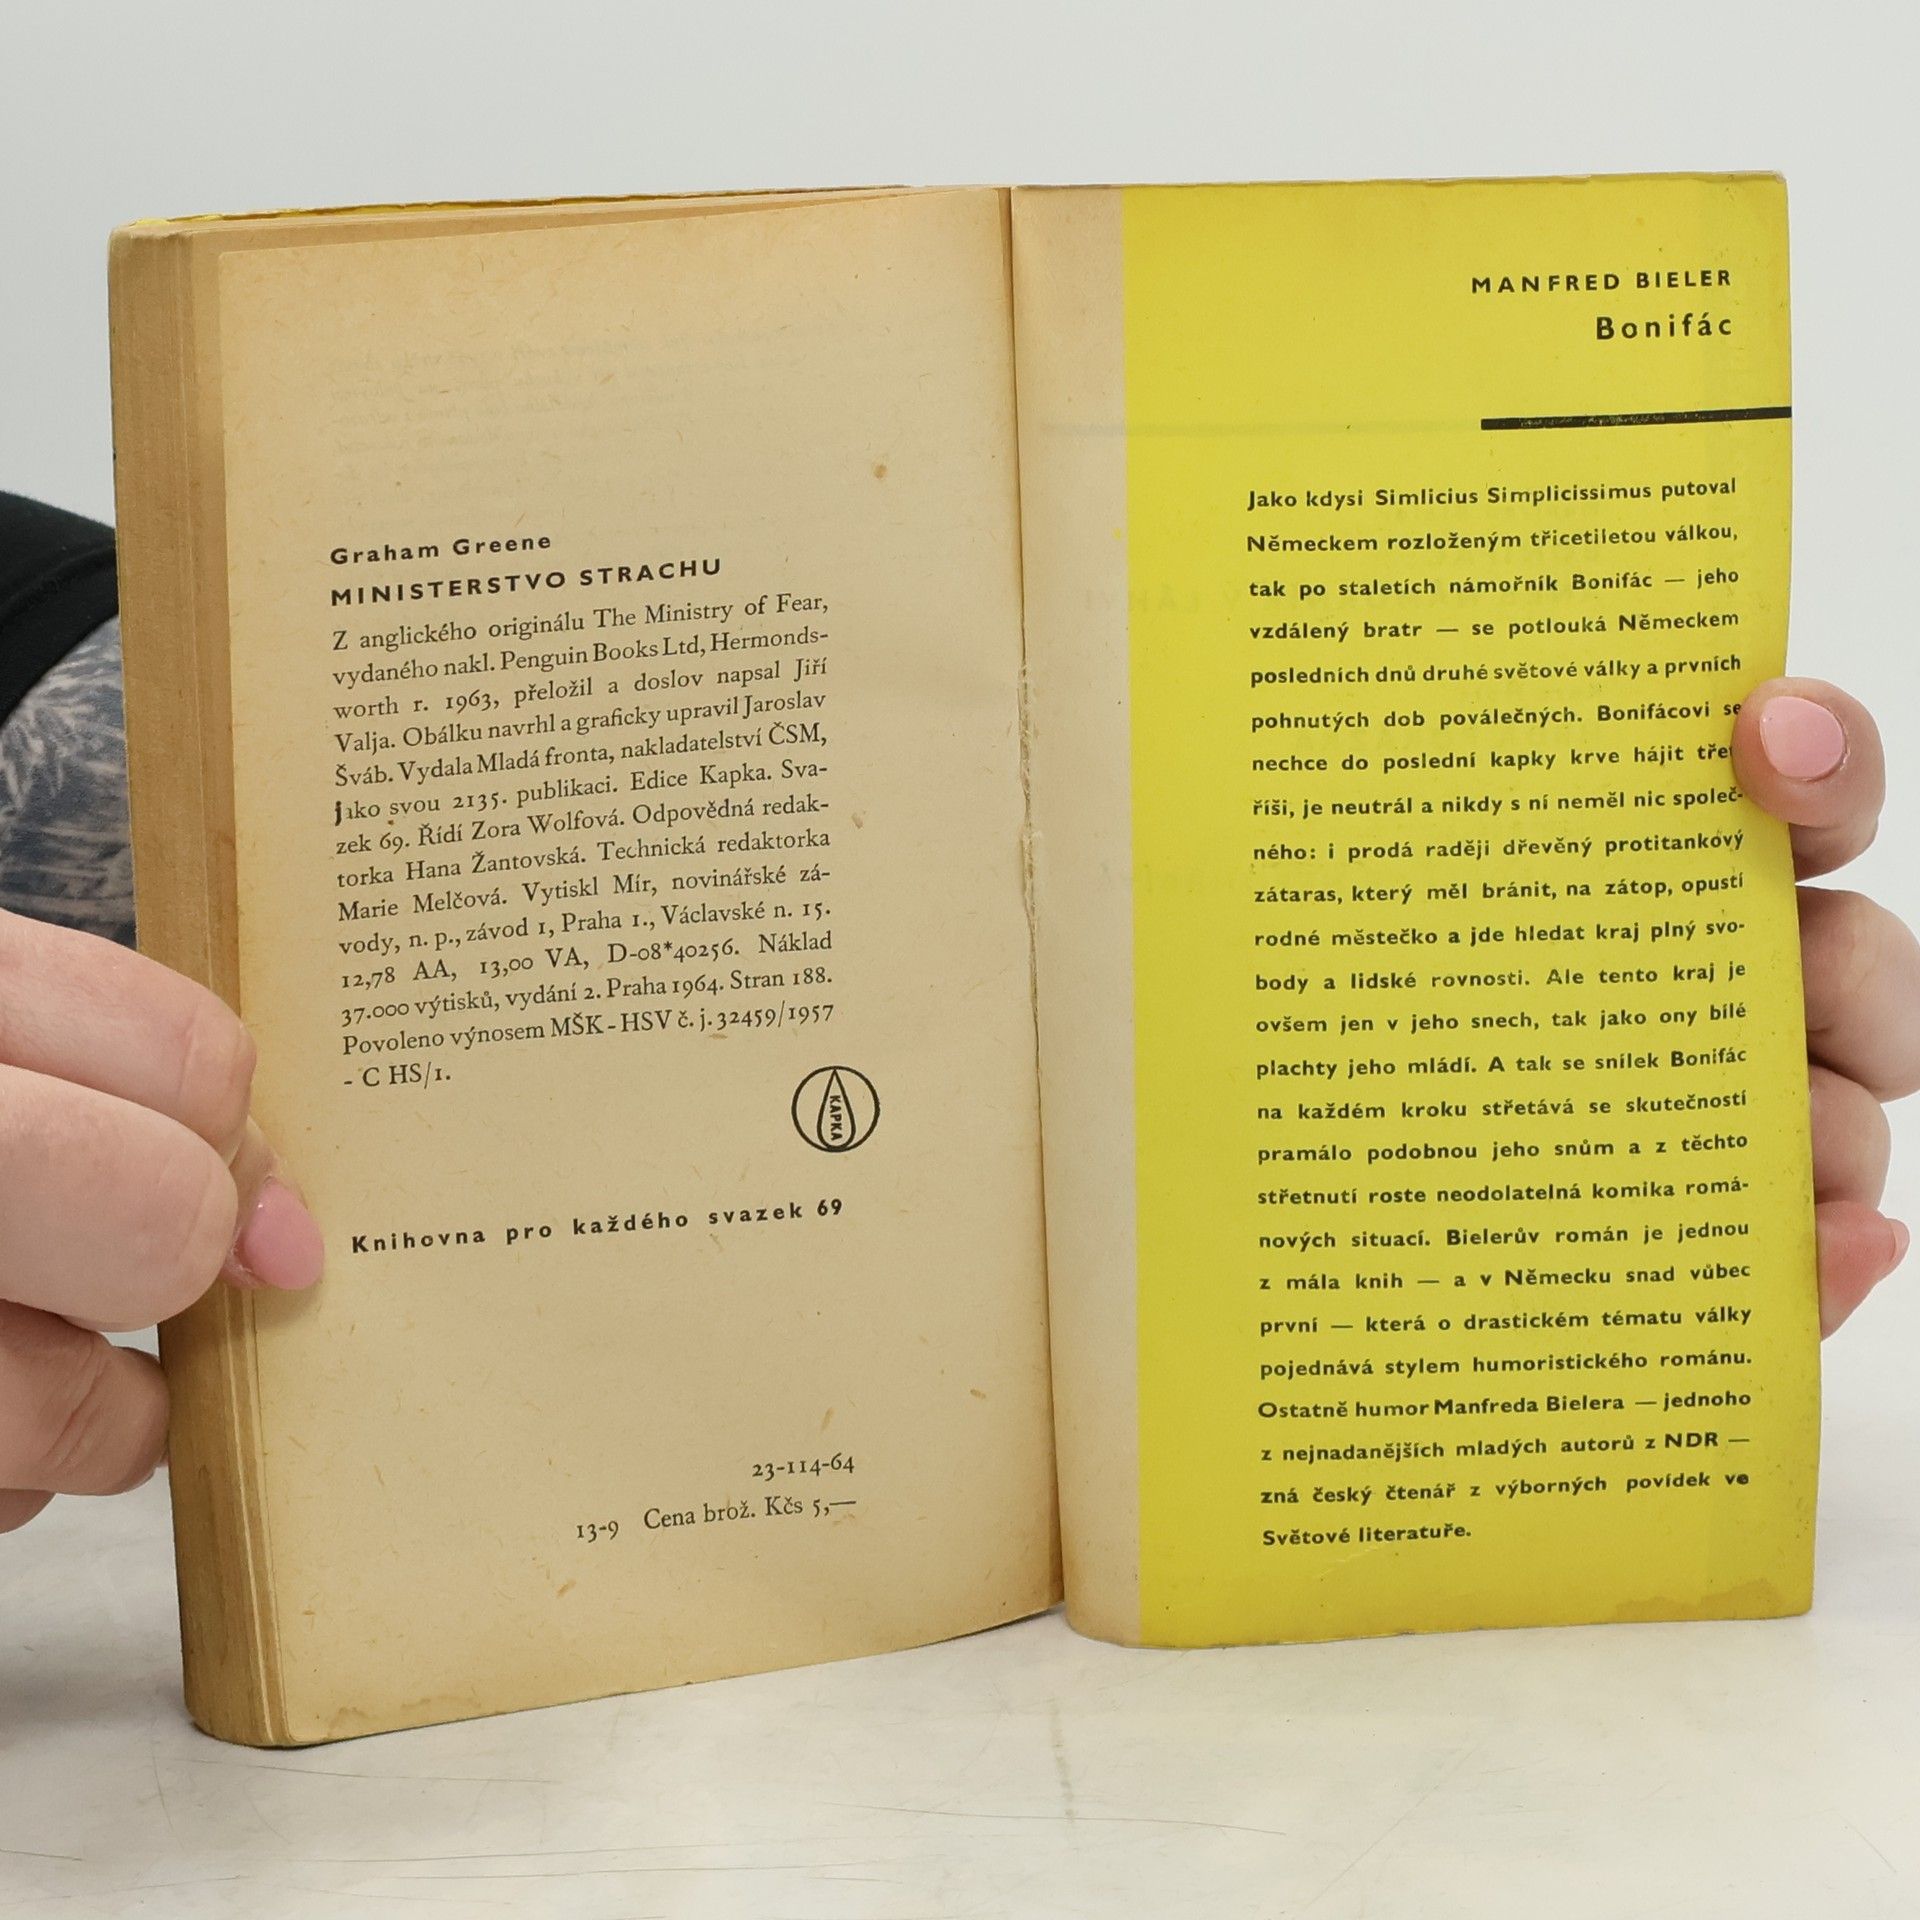 Graham Greene
MINISTERSTVO STRACHU
Z anglického originálu The Ministry of Fear,
vydaného nakl. Penguin Books Ltd, Hermonds-
worth r. 1963, přeložil a doslov napsal Jiří
Valja. Obálku navrhl a graficky upravil Jaroslav
Šváb. Vydala Mladá fronta, nakladatelství ČSM,
jako svou 2135. publikaci. Edice Kapka. Sva-
zek 69. Řídí Zora Wolfová. Odpovědná redak-
torka Hana Žantovská. Technická redaktorka
Marie Melčová. Vytiskl Mír, novinářské zá-
vody, n. p., závod 1, Praha 1., Václavské n. 15.
12,78 AA, 13,00 VA, D-08*40256. Náklad
37.000 výtisků, vydání 2. Praha 1964. Stran 188.
Povoleno výnosem MŠK - HSV č. j. 32459/1957
- C HS/1.
KAPKA
Knihovna pro každého svazek 69
23-114-64
13-9 Cena brož. Kčs 5,—
MANFRED BIELER
Bonifác
Jako kdysi Simlicius Simplicissimus putoval
Německem rozloženým třicetiletou válkou,
tak po staletích námořník Bonifác — jeho
vzdálený bratr — se potlouká Německem
posledních dnů druhé světové války a prvních
pohnutých dob poválečných. Bonifácovi se
nechce do poslední kapky krve hájit
říši, je neutrál a nikdy s ní neměl nic společ-
ného: i prodá raději dřevěný protitankový
zátaras, který měl bránit, na zátop, opustí
rodné městečko a jde hledat kraj plný svo-
body a lidské rovnosti. Ale tento kraj je
ovšem jen v jeho snech, tak jako ony bílé
plachty jeho mládí. A tak se snílek Bonifác
na každém kroku střetává se skutečností
pramálo podobnou jeho snům a z těchto
střetnutí roste neodolatelná komika romá-
nových situací. Bielerův román je jednou
z mála knih — a v Německu snad vůbec
první — která o drastickém tématu války
pojednává stylem humoristického románu.
Ostatně humor Manfreda Bielera — jednoho
z nejnadanějších mladých autorů z NDR —
zná český čtenář z výborných povídek ve
Světové literatuře.